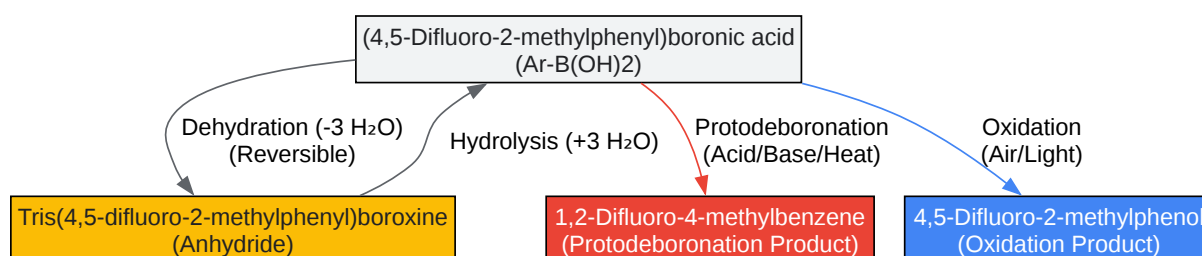 (4,5-Difluoro-2-methylphenyl)boronic acid
(Ar-B(OH)2)
Dehydration (-3 H₂O)
(Reversible)
Hydrolysis (+3 H₂O)
Protodeboronation
(Acid/Base/Heat)
Oxidation
(Air/Light)
Tris(4,5-difluoro-2-methylphenyl)boroxine
(Anhydride)
1,2-Difluoro-4-methylbenzene
(Protodeboronation Product)
4,5-Difluoro-2-methylphenol
(Oxidation Product)